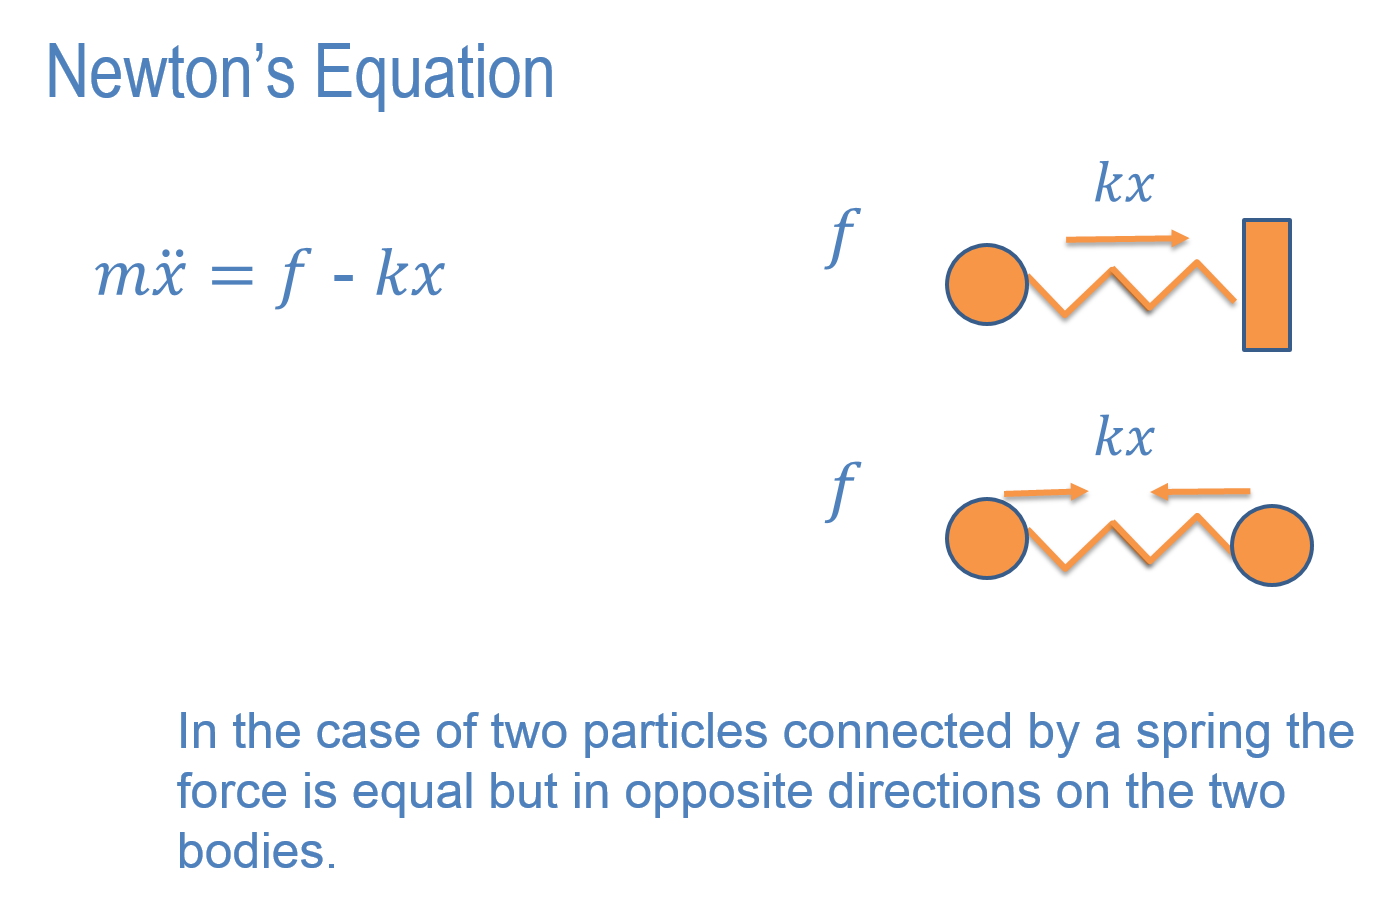 Newton’s Equation
kx
f
mẍ = f - kx
kx
f
In the case of two particles connected by a spring the
force is equal but in opposite directions on the two
bodies.